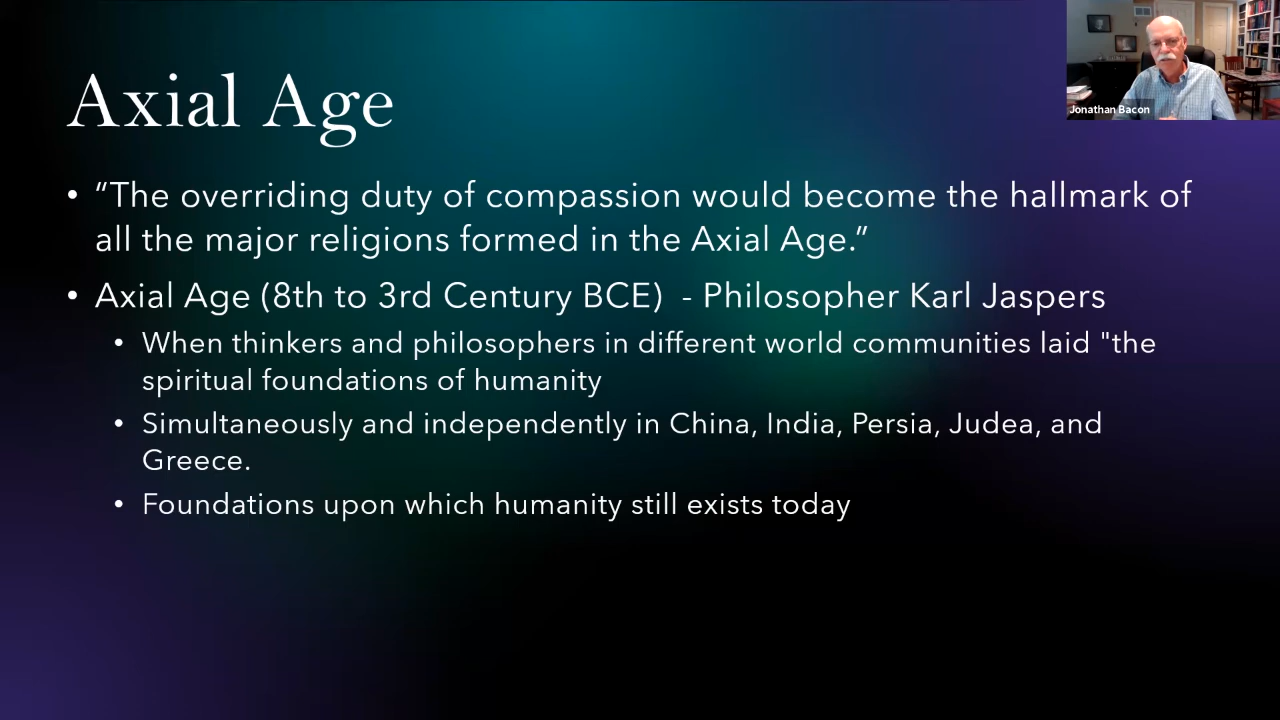 Axial Age
• “The overriding duty of compassion would become the hallmark of
all the major religions formed in the Axial Age.”
• Axial Age (8th to 3rd Century BCE)  - Philosopher Karl Jaspers
• When thinkers and philosophers in different world communities laid "the
spiritual foundations of humanity
• Simultaneously and independently in China, India, Persia, Judea, and
Greece.
• Foundations upon which humanity still exists today
Jonathan Bacon